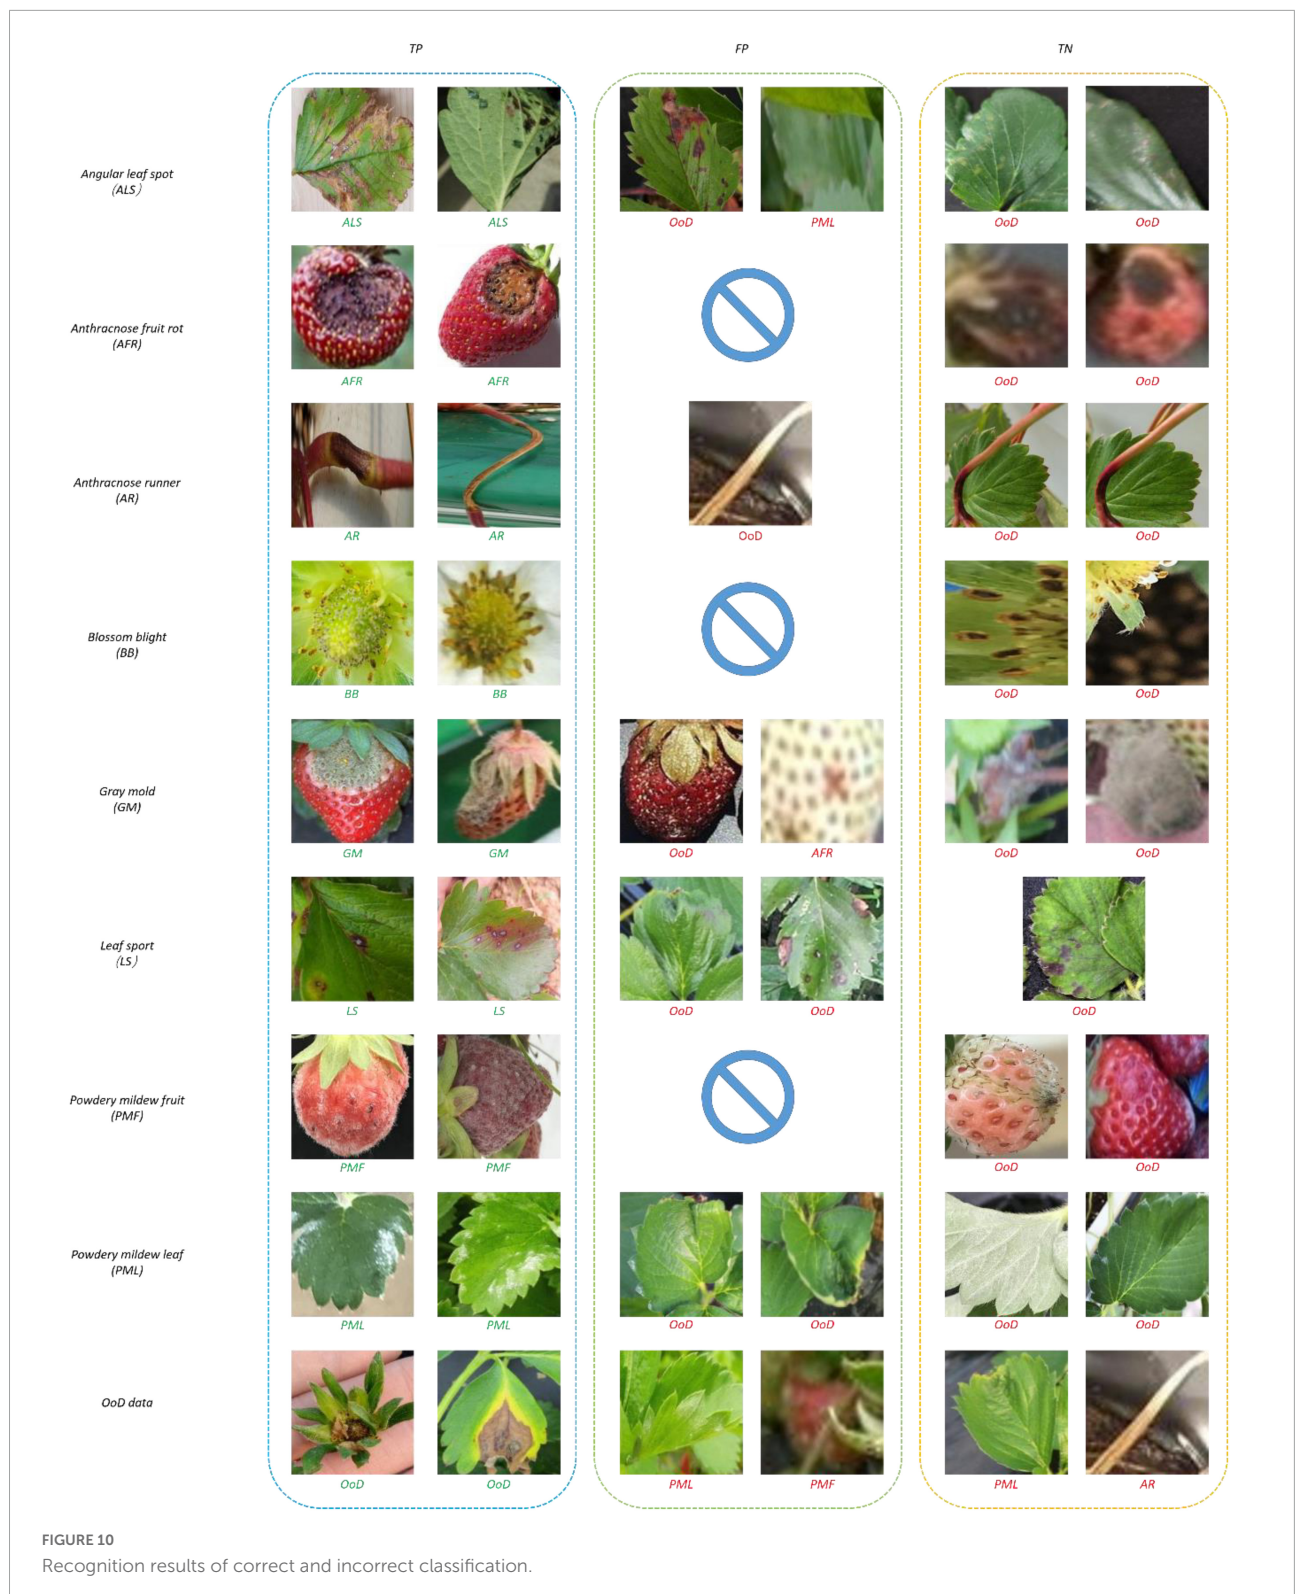 TP FP TN
Angular leaf spot
(ALS)
ALS ALS OoD PML OoD OoD
Anthracnose fruit rot
(AFR)
AFR AFR OoD OoD
Anthracnose runner
(AR)
AR AR OoD OoD OoD
Blossom blight
(BB)
BB BB OoD OoD
Gray mold
(GM)
GM GM OoD AFR OoD OoD
Leaf sport
(LS)
LS LS OoD OoD OoD
Powdery mildew fruit
(PMF)
PMF PMF OoD OoD
Powdery mildew leaf
(PML)
PML PML OoD OoD OoD OoD
OoD data
OoD OoD PML PMF PML AR
FIGURE 10
Recognition results of correct and incorrect classification.